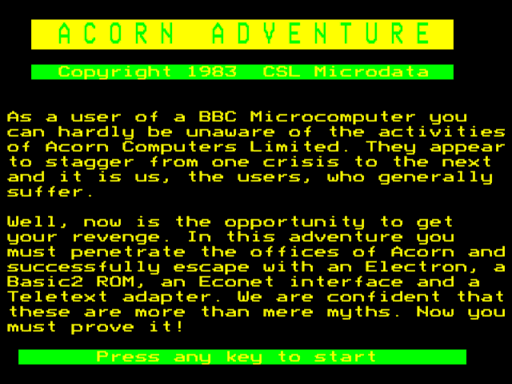 ACORN ADVENTURE
Copyright 1983 CSL Microdata
As a user of a BBC Microcomputer you
can hardly be unaware of the activities
of Acorn Computers Limited. They appear
to stagger from one crisis to the next
and it is us, the users, who generally
suffer.
Well, now is the opportunity to get
your revenge. In this adventure you
must penetrate the offices of Acorn and
successfully escape with an Electron, a
Basic2 ROM, an Econet interface and a
Teletext adapter. We are confident that
these are more than mere myths. Now you
must prove it!
Press any key to start